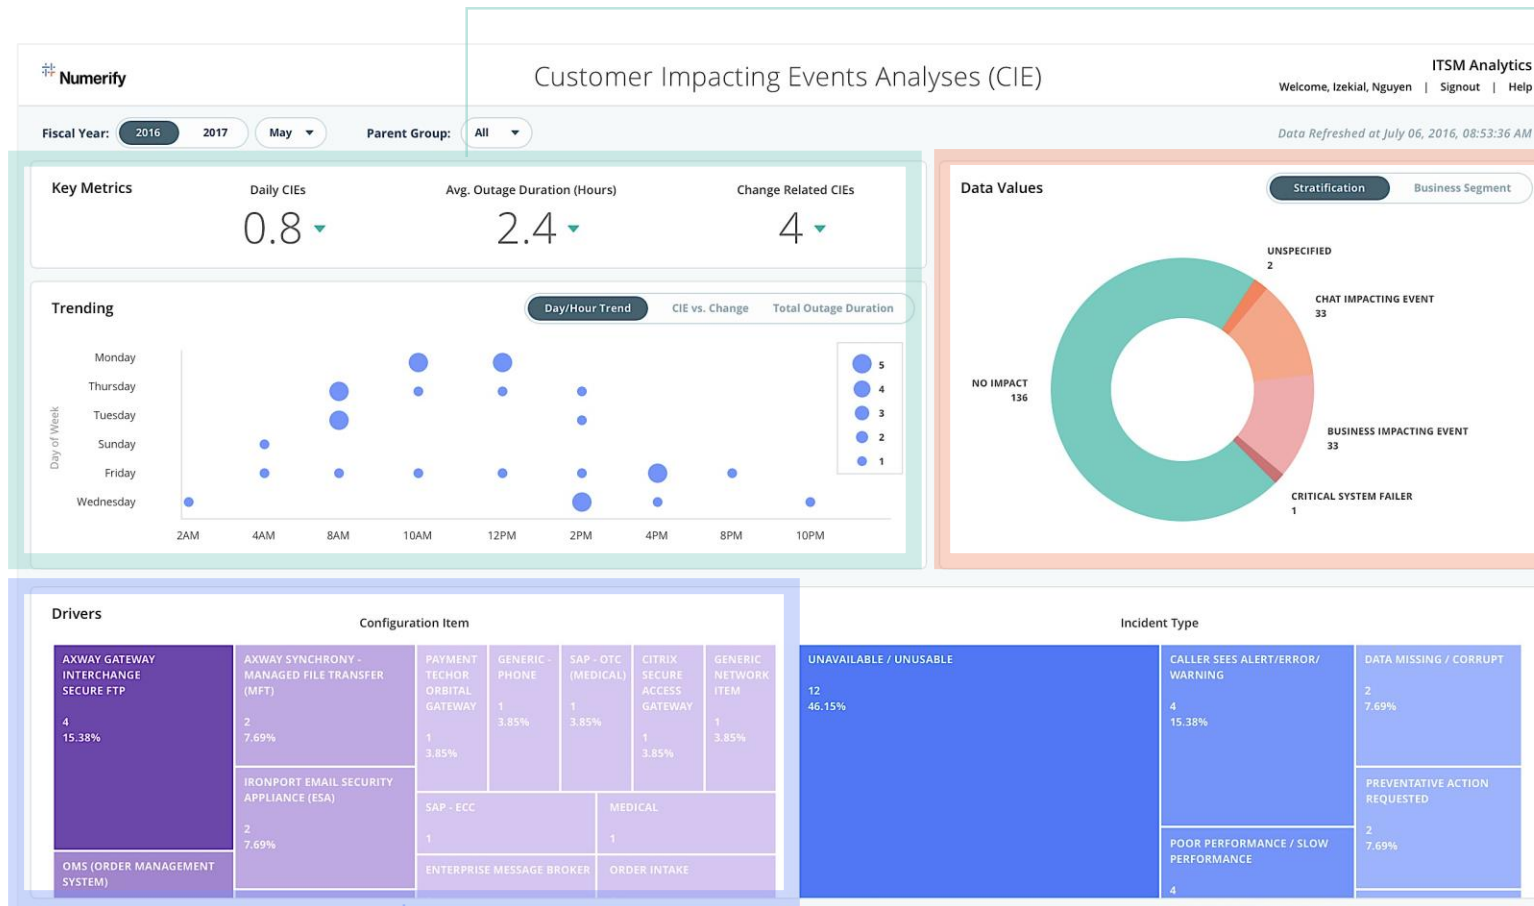 Numerify
Customer Impacting Events Analyses (CIE)
ITSM Analytics
Welcome, Izekial, Nguyen | Signout | Help
Fiscal Year: 2016 2017 May Parent Group: All
Data Refreshed at July 06, 2016, 08:53:36 AM
Key Metrics
Daily CIEs
0.8
Avg. Outage Duration (Hours)
2.4
Change Related CIEs
4
Trending
Day/Hour Trend CIE vs. Change Total Outage Duration
Day of Week
Monday
Thursday
Tuesday
Sunday
Friday
Wednesday
2AM 4AM 8AM 10AM 12PM 2PM 4PM 8PM 10PM
5
4
3
2
1
Data Values
Stratification Business Segment
UNSPECIFIED
2
CHAT IMPACTING EVENT
33
NO IMPACT
136
BUSINESS IMPACTING EVENT
33
CRITICAL SYSTEM FAILER
1
Drivers
Configuration Item
AXWAY GATEWAY
INTERCHANGE
SECURE FTP
4
15.38%
OMS (ORDER MANAGEMENT
SYSTEM)
AXWAY SYNCHRONY -
MANAGED FILE TRANSFER
(MFT)
2
7.69%
IRONPORT EMAIL SECURITY
APPLIANCE (ESA)
2
7.69%
PAYMENT
TECHOR
ORBITAL
GATEWAY
1
3.85%
GENERIC -
PHONE
1
3.85%
SAP - OTC
(MEDICAL)
1
3.85%
CITRIX
SECURE
ACCESS
GATEWAY
1
3.85%
GENERIC
NETWORK
ITEM
1
3.85%
SAP - ECC
1
MEDICAL
1
ENTERPRISE MESSAGE BROKER
ORDER INTAKE
Incident Type
UNAVAILABLE / UNUSABLE
12
46.15%
CALLER SEES ALERT/ERROR/
WARNING
4
15.38%
POOR PERFORMANCE / SLOW
PERFORMANCE
4
DATA MISSING / CORRUPT
2
7.69%
PREVENTATIVE ACTION
REQUESTED
2
7.69%